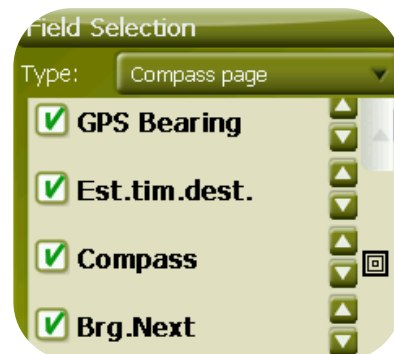 Field Selection
Type: Compass page
GPS Bearing
Est.tim.dest.
Compass
Brg.Next